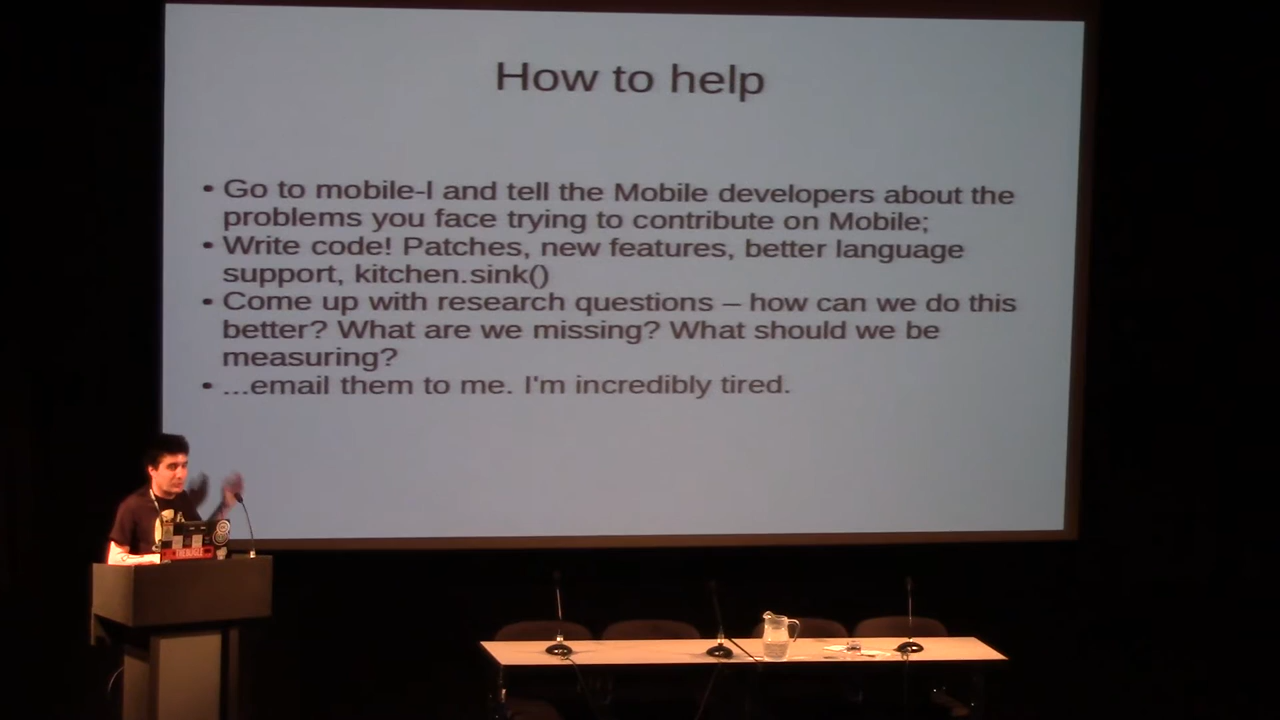 How to help
• Go to mobile-l and tell the Mobile developers about the
problems you face trying to contribute on Mobile;
• Write code! Patches, new features, better language
support, kitchen.sink()
• Come up with research questions – how can we do this
better? What are we missing? What should we be
measuring?
• ...email them to me. I'm incredibly tired.